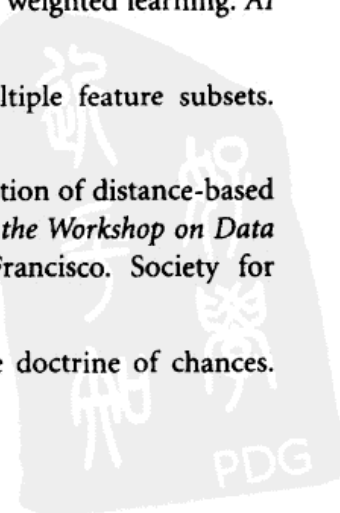 weighted learning. AI
ltiple feature subsets.
tion of distance-based
the Workshop on Data
Francisco. Society for
e doctrine of chances.
PDG